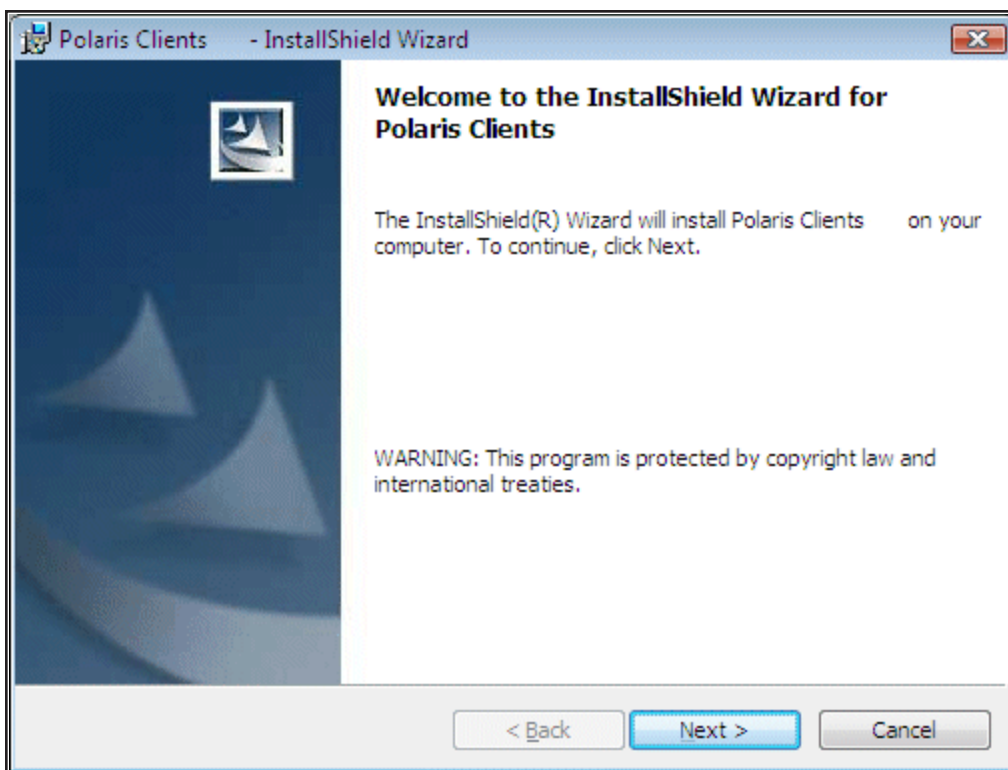 Polaris Clients - InstallShield Wizard
Welcome to the InstallShield Wizard for
Polaris Clients
The InstallShield(R) Wizard will install Polaris Clients on your
computer. To continue, click Next.
WARNING: This program is protected by copyright law and
international treaties.
< Back
Next >
Cancel